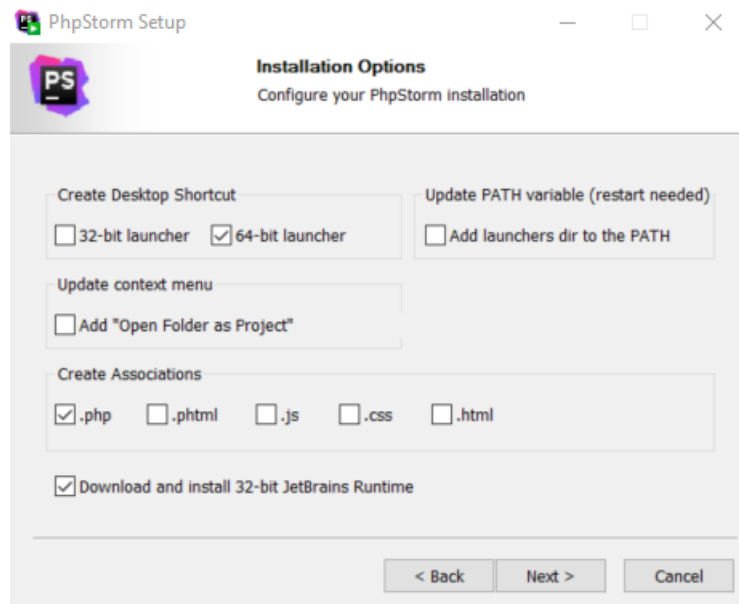 PhpStorm Setup
PS
Installation Options
Configure your PhpStorm installation
Create Desktop Shortcut
32-bit launcher 64-bit launcher
Update PATH variable (restart needed)
Add launchers dir to the PATH
Update context menu
Add "Open Folder as Project"
Create Associations
.php .phtml .js .css .html
Download and install 32-bit JetBrains Runtime
< Back Next > Cancel